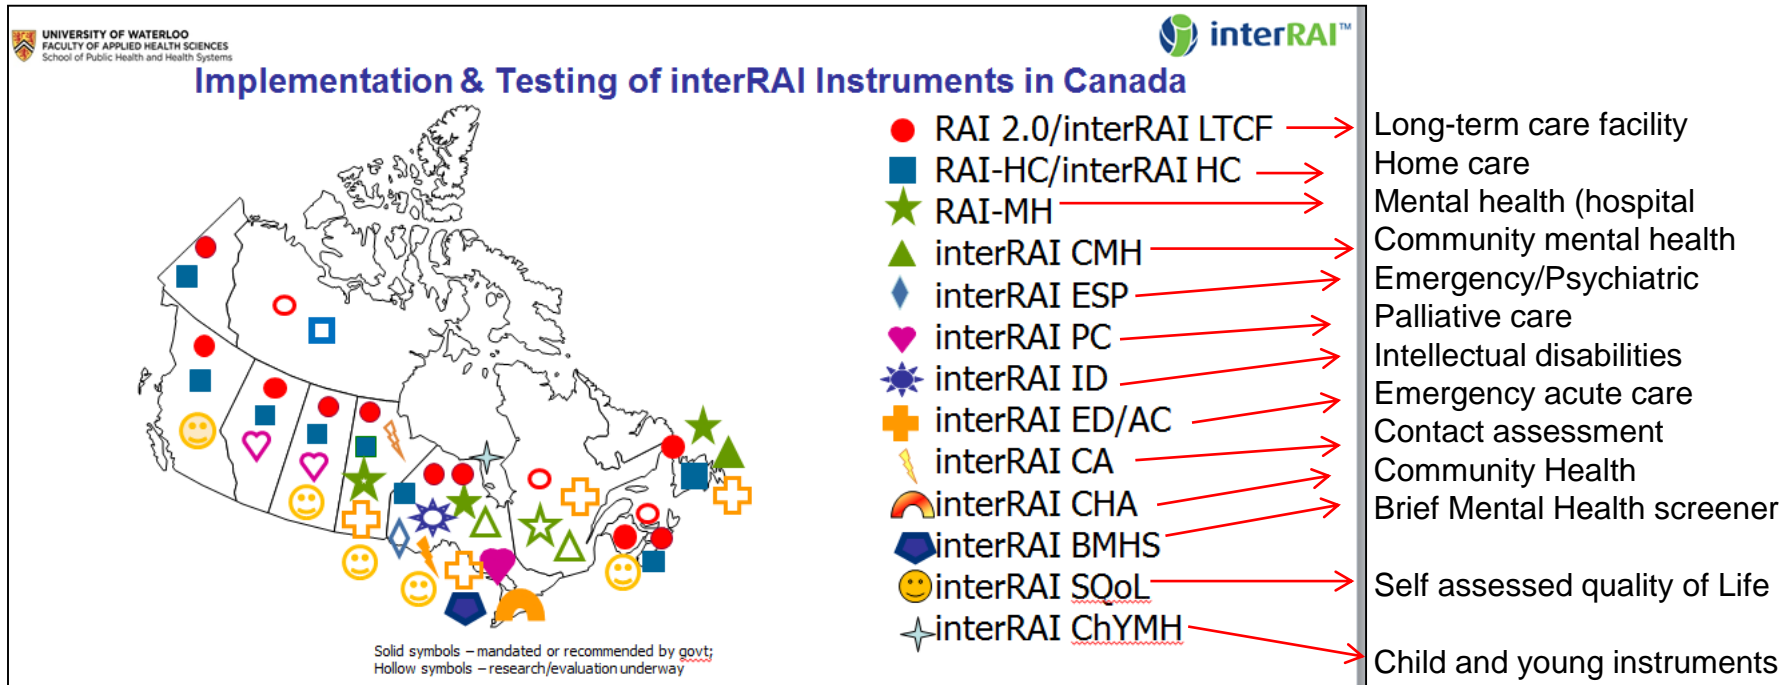 UNIVERSITY OF WATERLOO
FACULTY OF APPLIED HEALTH SCIENCES
School of Public Health and Health Systems
interRAI™
Implementation & Testing of interRAI Instruments in Canada
RAI 2.0/interRAI LTCF
Long-term care facility
RAI-HC/interRAI HC
Home care
RAI-MH
Mental health (hospital
interRAI CMH
Community mental health
interRAI ESP
Emergency/Psychiatric
interRAI PC
Palliative care
interRAI ID
Intellectual disabilities
interRAI ED/AC
Emergency acute care
interRAI CA
Contact assessment
interRAI CHA
Community Health
interRAI BMHS
Brief Mental Health screener
interRAI SQoL
Self assessed quality of Life
interRAI ChYMH
Child and young instruments
Solid symbols – mandated or recommended by govt;
Hollow symbols – research/evaluation underway